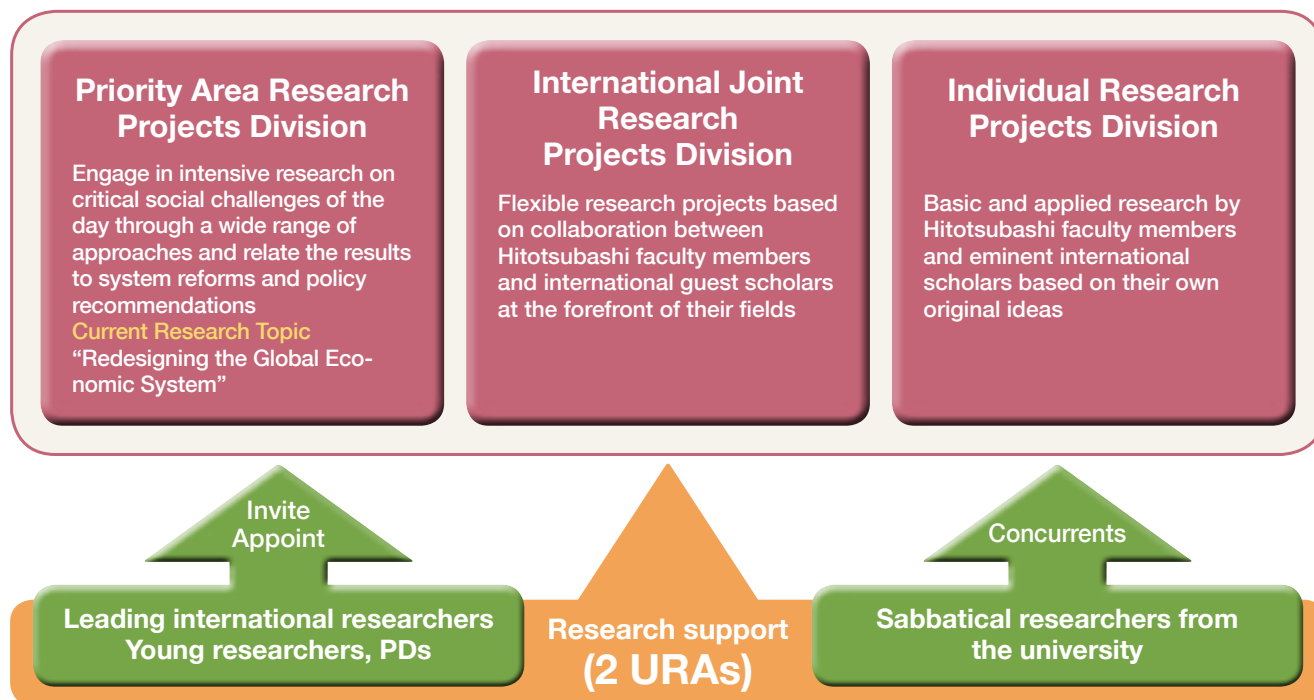 Priority Area Research
Projects Division
Engage in intensive research on
critical social challenges of the
day through a wide range of
approaches and relate the results
to system reforms and policy
recommendations
Current Research Topic
“Redesigning the Global Eco-
nomic System”
International Joint
Research
Projects Division
Flexible research projects based
on collaboration between
Hitotsubashi faculty members
and international guest scholars
at the forefront of their fields
Individual Research
Projects Division
Basic and applied research by
Hitotsubashi faculty members
and eminent international
scholars based on their own
original ideas
Invite
Appoint
Leading international researchers
Young researchers, PDs
Research support
(2 URAs)
Concurrents
Sabbatical researchers from
the university